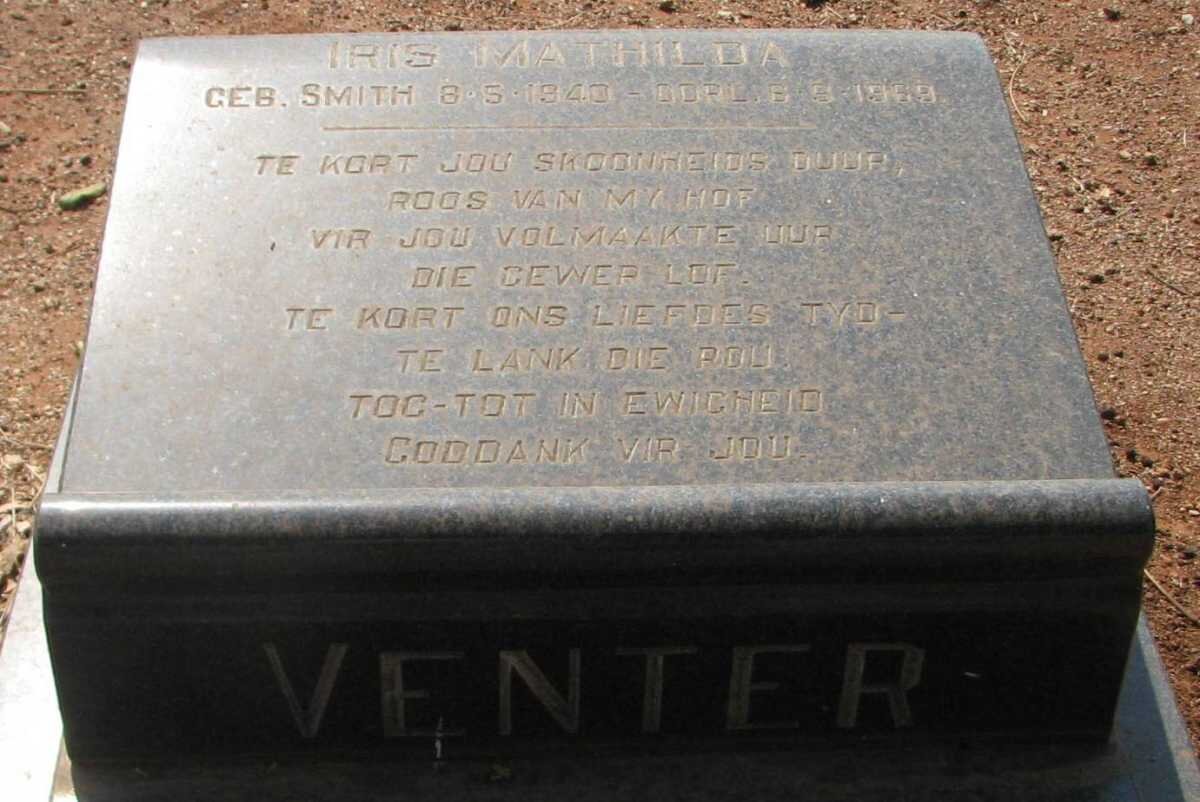 IRIS MATHILDA
GEB. SMITH 8·5·1940 - OORL. 6·9·1969.
TE KORT JOU SKOONHEIDS DUUR,
ROOS VAN MY HOF
VIR JOU VOLMAAKTE UUR
DIE GEWER LOF.
TE KORT ONS LIEFDES TYD-
TE LANK DIE ROU.
TOG-TOT IN EWIGHEID
GODDANK VIR JOU.
VENTER